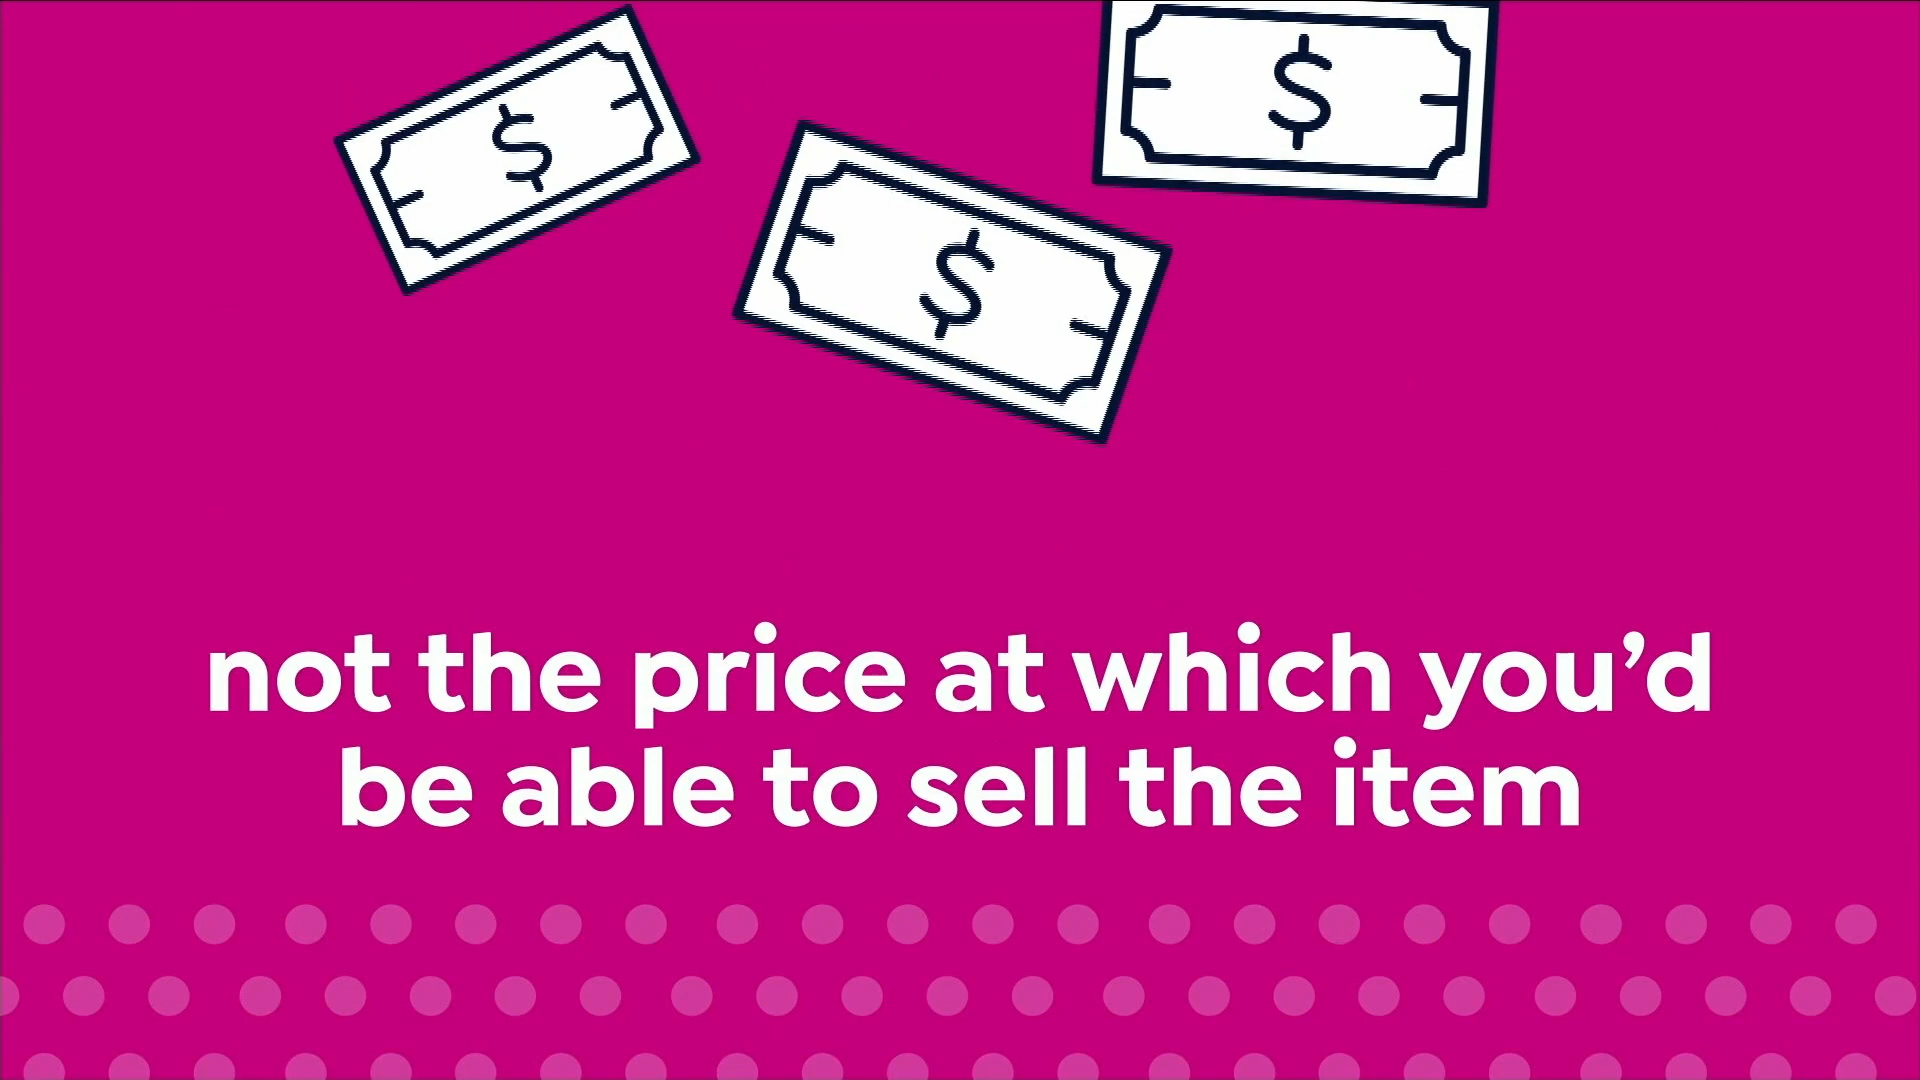 $
$
$
not the price at which you’d
be able to sell the item